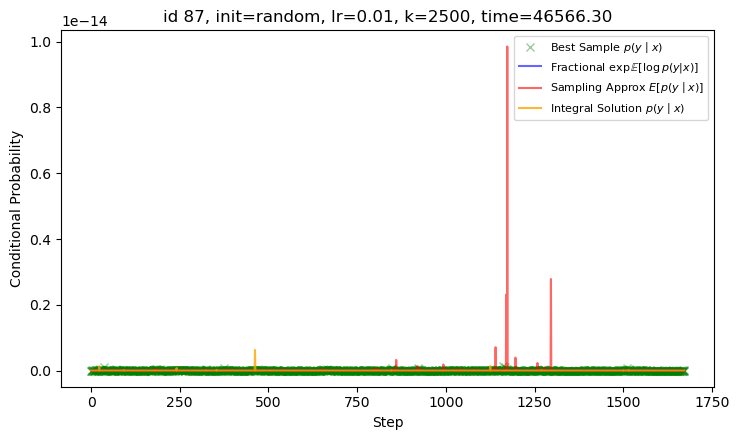 id 87, init=random, lr=0.01, k=2500, time=46566.30
1e−14
1.0
0.8
0.6
0.4
0.2
0.0
Conditional Probability
0
250
500
750
1000
1250
1500
1750
Step
Best Sample p(y | x)
Fractional exp𝔼[log p(y|x)]
Sampling Approx E[p(y | x)]
Integral Solution p(y | x)